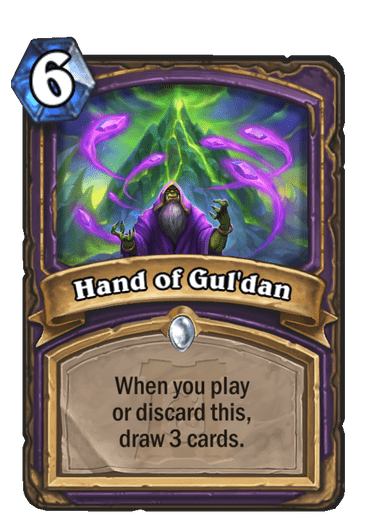 6
Hand of Gul'dan
When you play
or discard this,
draw 3 cards.